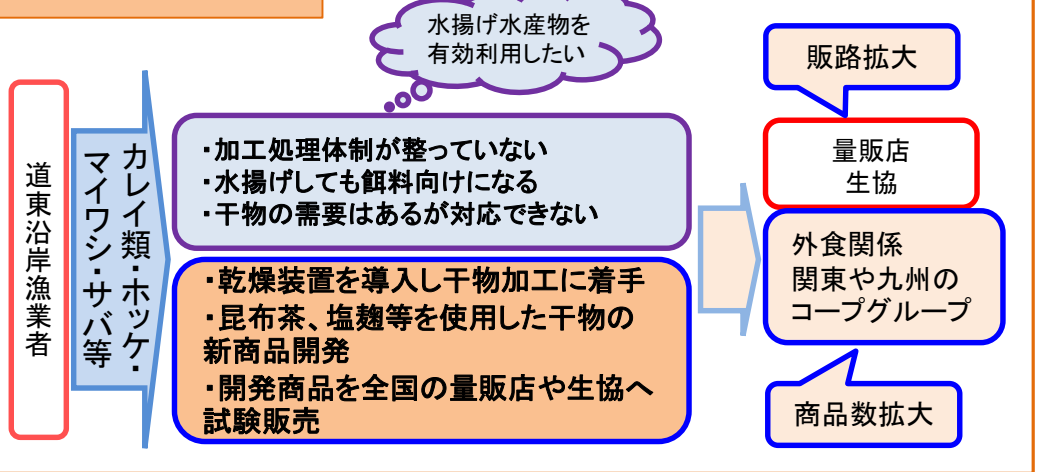 水揚げ水産物を
有効利用したい
道東沿岸漁業者
カレイ類・ホッケ・
マイワシ・サバ等
・加工処理体制が整っていない
・水揚げしても餌料向けになる
・干物の需要はあるが対応できない
・乾燥装置を導入し干物加工に着手
・昆布茶、塩麹等を使用した干物の
新商品開発
・開発商品を全国の量販店や生協へ
試験販売
販路拡大
量販店
生協
外食関係
関東や九州の
コープグループ
商品数拡大